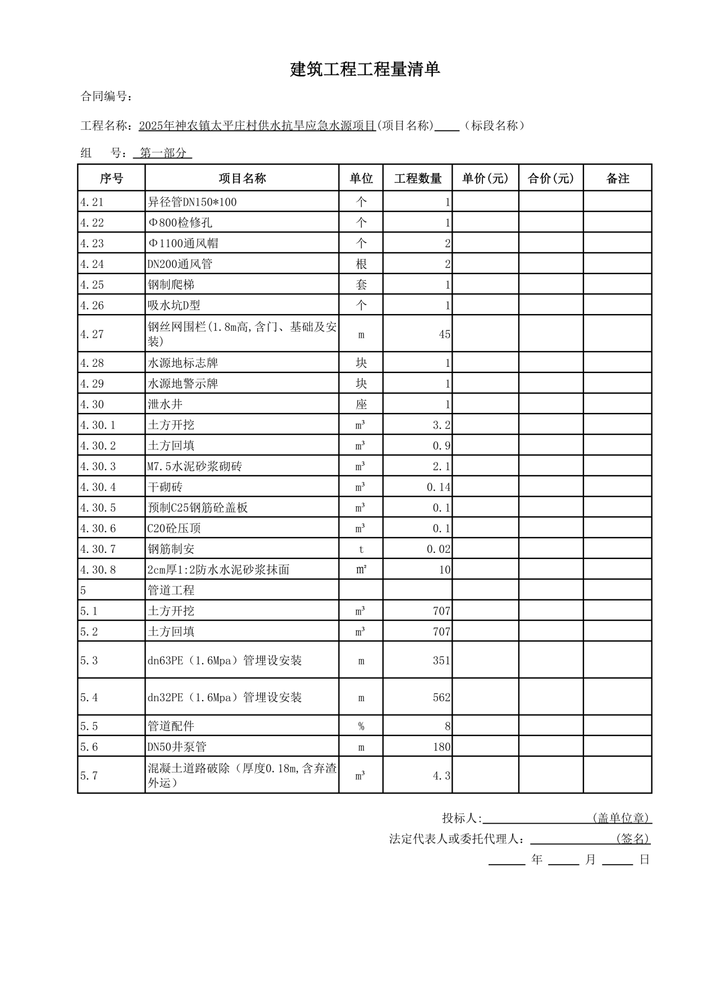 建筑工程工程量清单
合同编号：
工程名称：2025年神农镇太平庄村供水抗旱应急水源项目(项目名称)____（标段名称）
组 号： 第一部分
序号 项目名称 单位 工程数量 单价(元) 合价(元) 备注
4.21 异径管DN150*100 个 1
4.22 Φ800检修孔 个 1
4.23 Φ1100通风帽 个 2
4.24 DN200通风管 根 2
4.25 钢制爬梯 套 1
4.26 吸水坑D型 个 1
4.27 钢丝网围栏(1.8m高,含门、基础及安
装) m 45
4.28 水源地标志牌 块 1
4.29 水源地警示牌 块 1
4.30 泄水井 座 1
4.30.1 土方开挖 m³ 3.2
4.30.2 土方回填 m³ 0.9
4.30.3 M7.5水泥砂浆砌砖 m³ 2.1
4.30.4 干砌砖 m³ 0.14
4.30.5 预制C25钢筋砼盖板 m³ 0.1
4.30.6 C20砼压顶 m³ 0.1
4.30.7 钢筋制安 t 0.02
4.30.8 2cm厚1:2防水水泥砂浆抹面 m² 10
5 管道工程
5.1 土方开挖 m³ 707
5.2 土方回填 m³ 707
5.3 dn63PE（1.6Mpa）管埋设安装 m 351
5.4 dn32PE（1.6Mpa）管埋设安装 m 562
5.5 管道配件 % 8
5.6 DN50井泵管 m 180
5.7 混凝土道路破除（厚度0.18m,含弃渣
外运） m³ 4.3
投标人:____(盖单位章)
法定代表人或委托代理人：____(签名)
____ 年 ____ 月 ____ 日